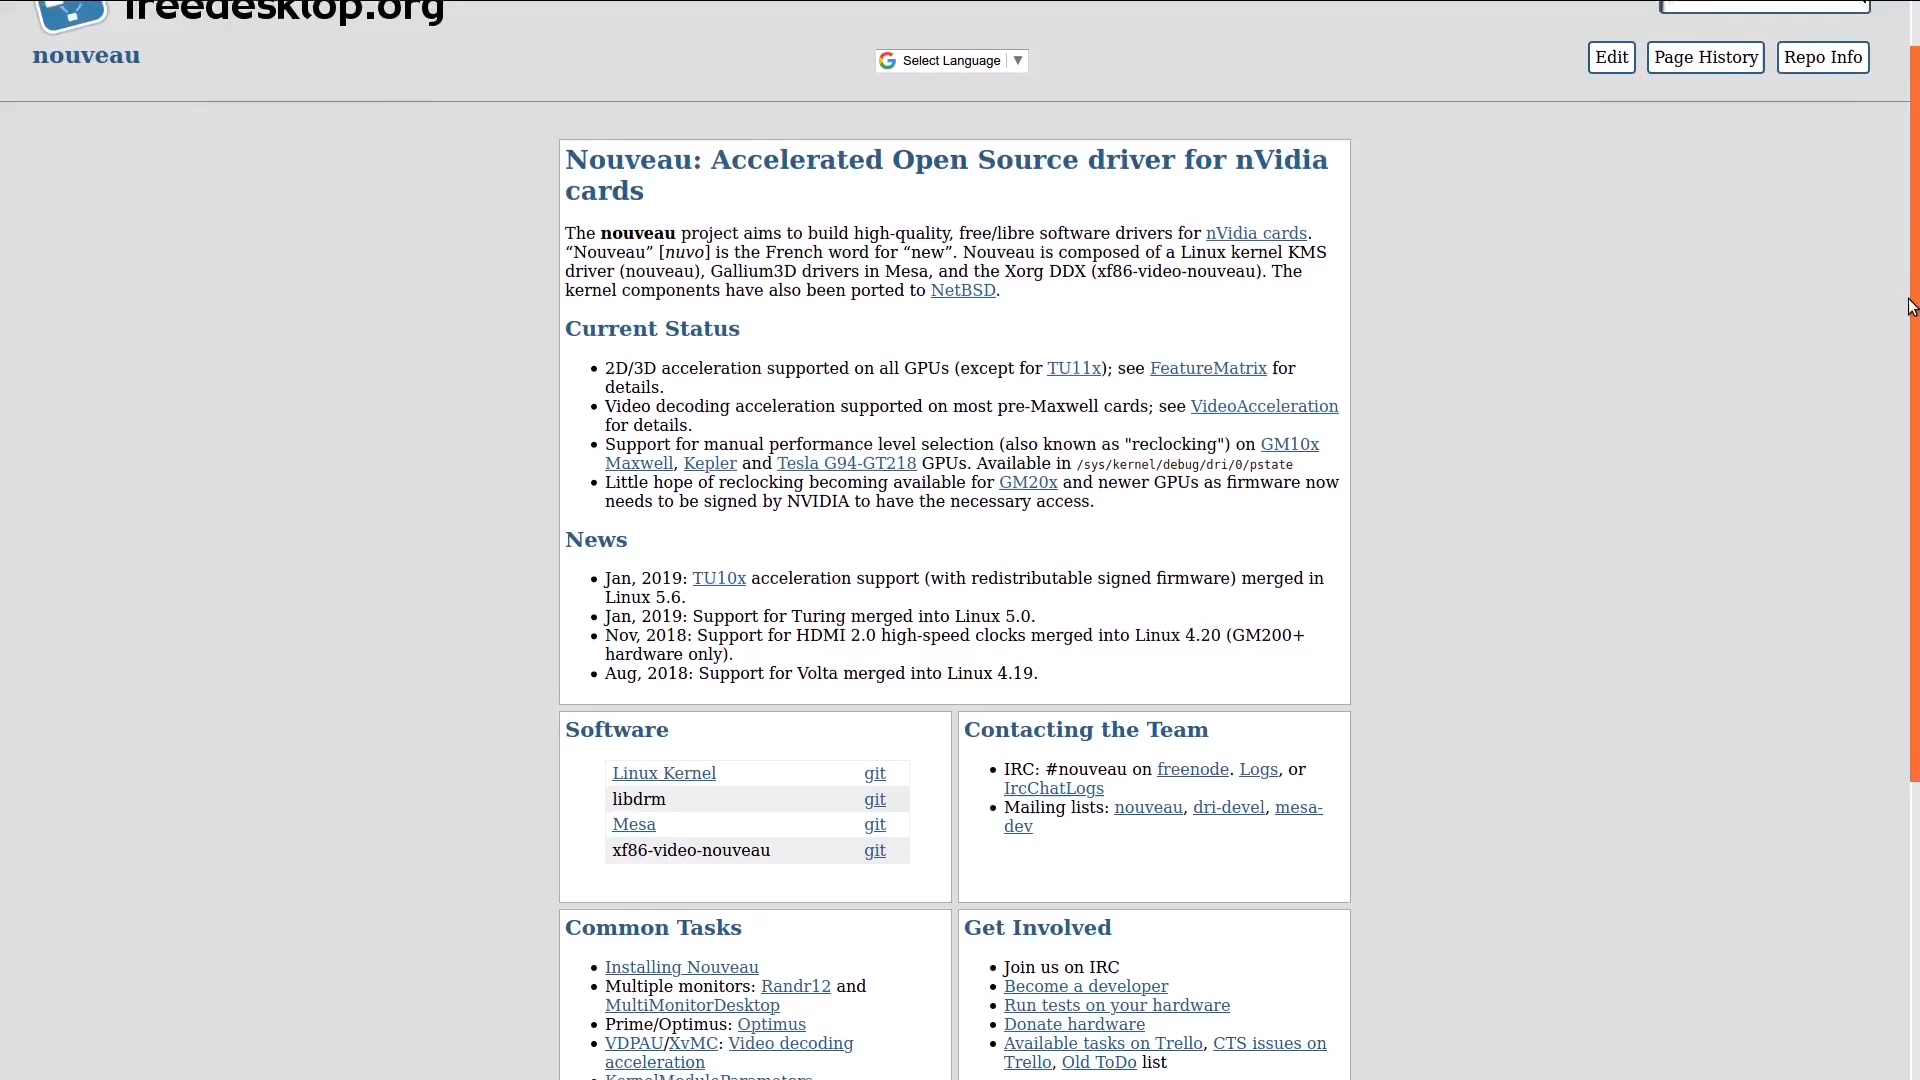 freedesktop.org
nouveau
Select Language ▼
Edit
Page History
Repo Info
Nouveau: Accelerated Open Source driver for nVidia
cards
The nouveau project aims to build high-quality, free/libre software drivers for nVidia cards.
“Nouveau” [nuvo] is the French word for “new”. Nouveau is composed of a Linux kernel KMS
driver (nouveau), Gallium3D drivers in Mesa, and the Xorg DDX (xf86-video-nouveau). The
kernel components have also been ported to NetBSD.
Current Status
• 2D/3D acceleration supported on all GPUs (except for TU11x); see FeatureMatrix for
details.
• Video decoding acceleration supported on most pre-Maxwell cards; see VideoAcceleration
for details.
• Support for manual performance level selection (also known as "reclocking") on GM10x
Maxwell, Kepler and Tesla G94-GT218 GPUs. Available in /sys/kernel/debug/dri/0/pstate
• Little hope of reclocking becoming available for GM20x and newer GPUs as firmware now
needs to be signed by NVIDIA to have the necessary access.
News
• Jan, 2019: TU10x acceleration support (with redistributable signed firmware) merged in
Linux 5.6.
• Jan, 2019: Support for Turing merged into Linux 5.0.
• Nov, 2018: Support for HDMI 2.0 high-speed clocks merged into Linux 4.20 (GM200+
hardware only).
• Aug, 2018: Support for Volta merged into Linux 4.19.
Software
Linux Kernel git
libdrm git
Mesa git
xf86-video-nouveau git
Contacting the Team
• IRC: #nouveau on freenode. Logs, or
IrcChatLogs
• Mailing lists: nouveau, dri-devel, mesa-
dev
Common Tasks
• Installing Nouveau
• Multiple monitors: Randr12 and
MultiMonitorDesktop
• Prime/Optimus: Optimus
• VDPAU/XvMC: Video decoding
acceleration
• KernelModuleParameters
Get Involved
• Join us on IRC
• Become a developer
• Run tests on your hardware
• Donate hardware
• Available tasks on Trello, CTS issues on
Trello, Old ToDo list